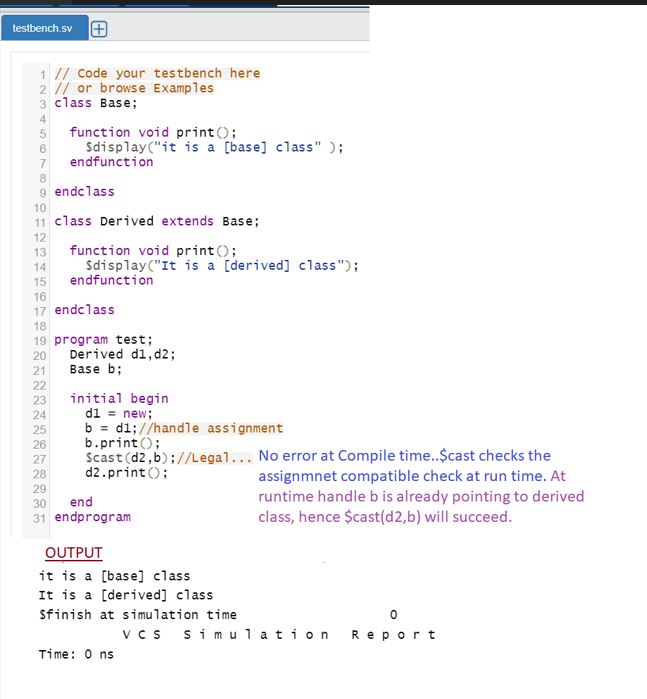 testbench.sv
1 // Code your testbench here
2 // or browse Examples
3 class Base;
4
5 function void print();
6 $display("it is a [base] class" );
7 endfunction
8
9 endclass
10
11 class Derived extends Base;
12
13 function void print();
14 $display("It is a [derived] class");
15 endfunction
16
17 endclass
18
19 program test;
20 Derived d1,d2;
21 Base b;
22
23 initial begin
24 d1 = new;
25 b = d1;//handle assignment
26 b.print();
27 $cast(d2,b);//Legal...
28 d2.print();
29
30 end
31 endprogram
No error at Compile time..$cast checks the
assignmnet compatible check at run time. At
runtime handle b is already pointing to derived
class, hence $cast(d2,b) will succeed.
OUTPUT
it is a [base] class
It is a [derived] class
$finish at simulation time 0
V C S S i m u l a t i o n R e p o r t
Time: 0 ns